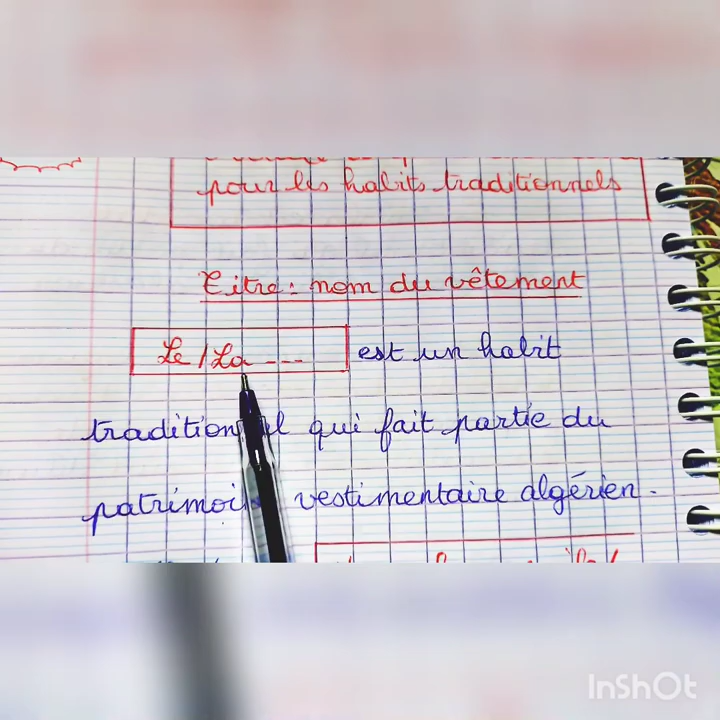 pour les habits traditionnels
Titre : nom du vêtement
Le / La --- est un habit
traditionnel qui fait partie du
patrimoine vestimentaire algérien.
InShOt